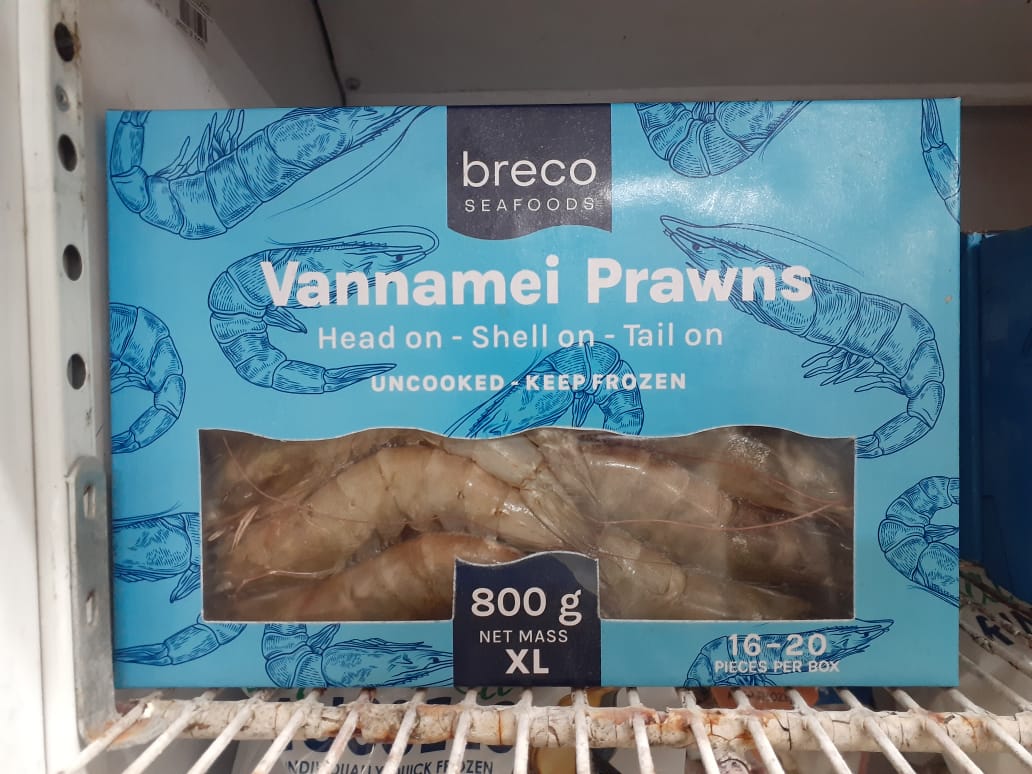 breco
SEAFOODS
Vannamei Prawns
Head on - Shell on - Tail on
UNCOOKED - KEEP FROZEN
800 g
NET MASS
XL
16-20
PIECES PER BOX
INDIVIDUALLY QUICK FROZEN